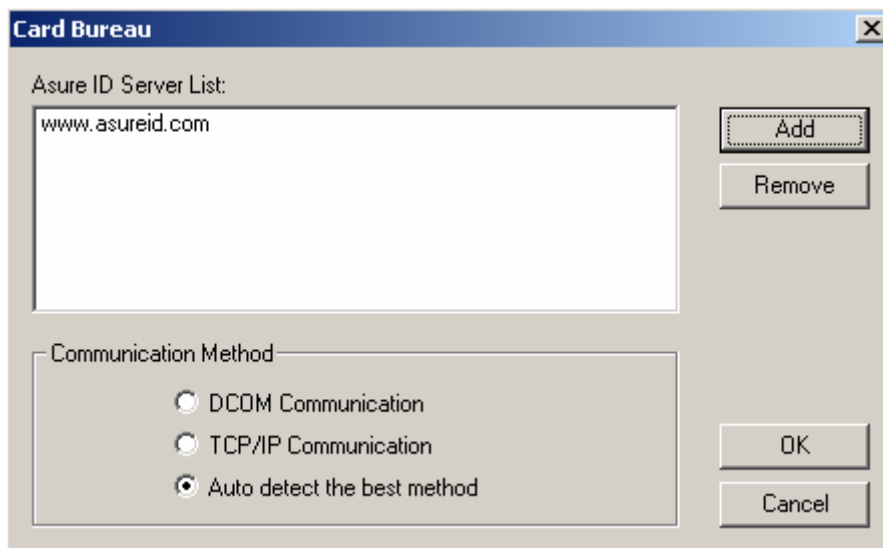 Card Bureau
Asure ID Server List:
www.asureid.com
Add
Remove
Communication Method
DCOM Communication
TCP/IP Communication
Auto detect the best method
OK
Cancel